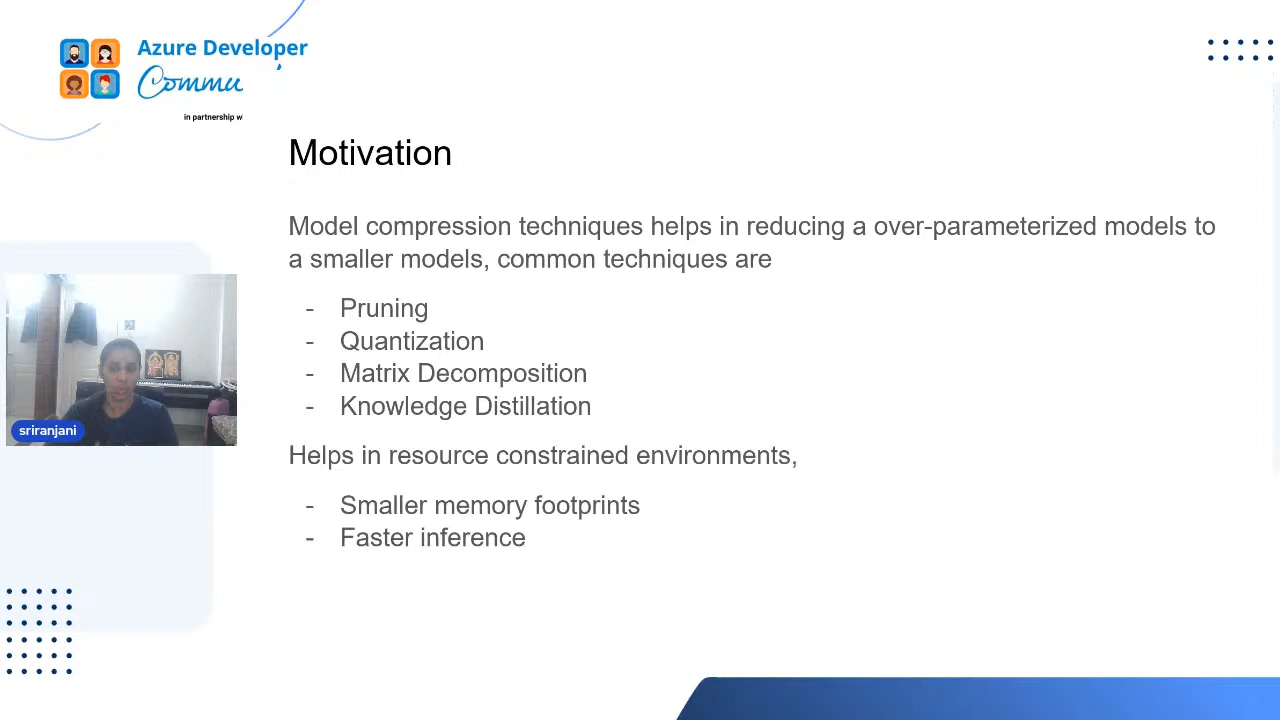 Azure Developer
Commu
in partnership w
Motivation
Model compression techniques helps in reducing a over-parameterized models to
a smaller models, common techniques are
- Pruning
- Quantization
- Matrix Decomposition
- Knowledge Distillation
Helps in resource constrained environments,
- Smaller memory footprints
- Faster inference
sriranjani